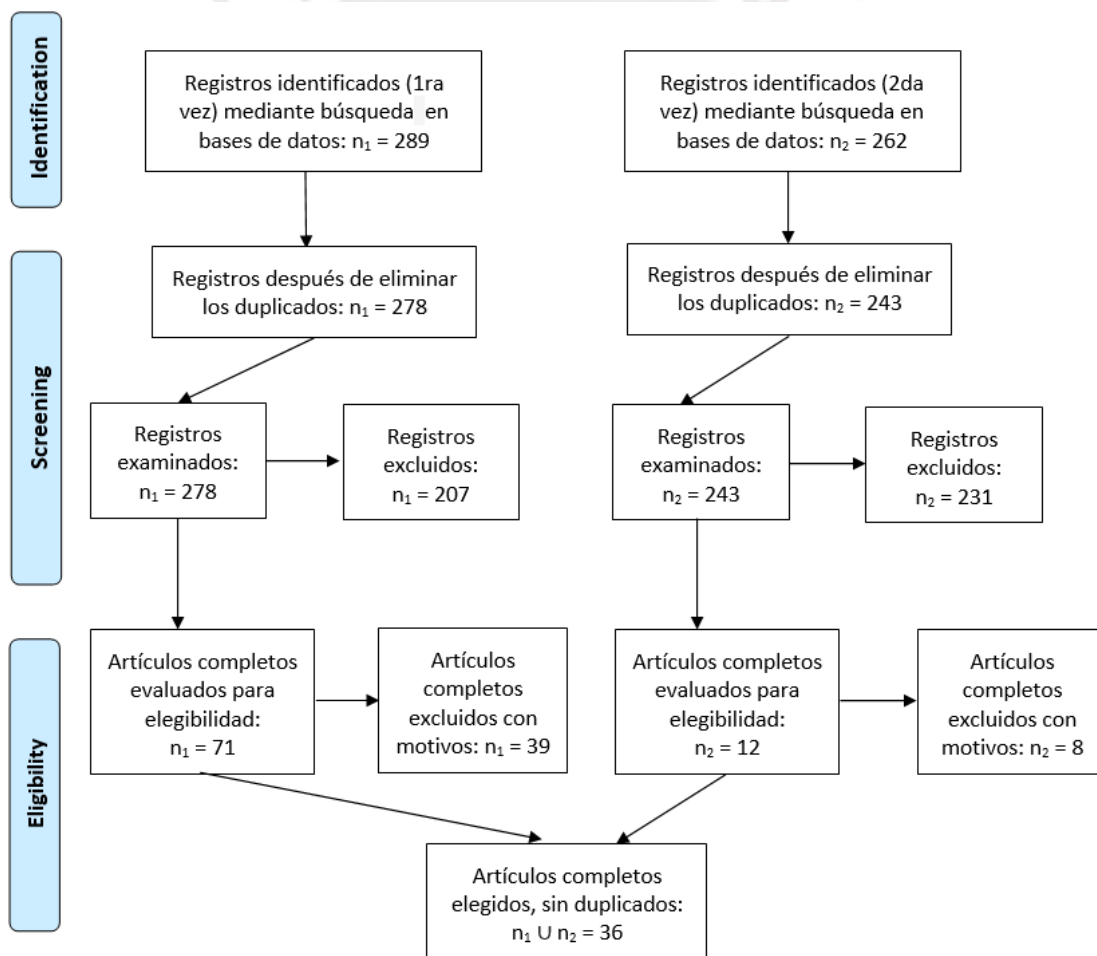 Identification
Registros identificados (1ra
vez) mediante búsqueda en
bases de datos: n₁ = 289
Registros identificados (2da
vez) mediante búsqueda en
bases de datos: n₂ = 262
Screening
Registros después de eliminar
los duplicados: n₁ = 278
Registros después de eliminar
los duplicados: n₂ = 243
Registros
examinados:
n₁ = 278
Registros
excluidos:
n₁ = 207
Registros
examinados:
n₂ = 243
Registros
excluidos:
n₂ = 231
Eligibility
Artículos completos
evaluados para
elegibilidad:
n₁ = 71
Artículos
completos
excluidos con
motivos: n₁ = 39
Artículos completos
evaluados para
elegibilidad:
n₂ = 12
Artículos
completos
excluidos con
motivos: n₂ = 8
Artículos completos
elegidos, sin duplicados:
n₁ ∪ n₂ = 36